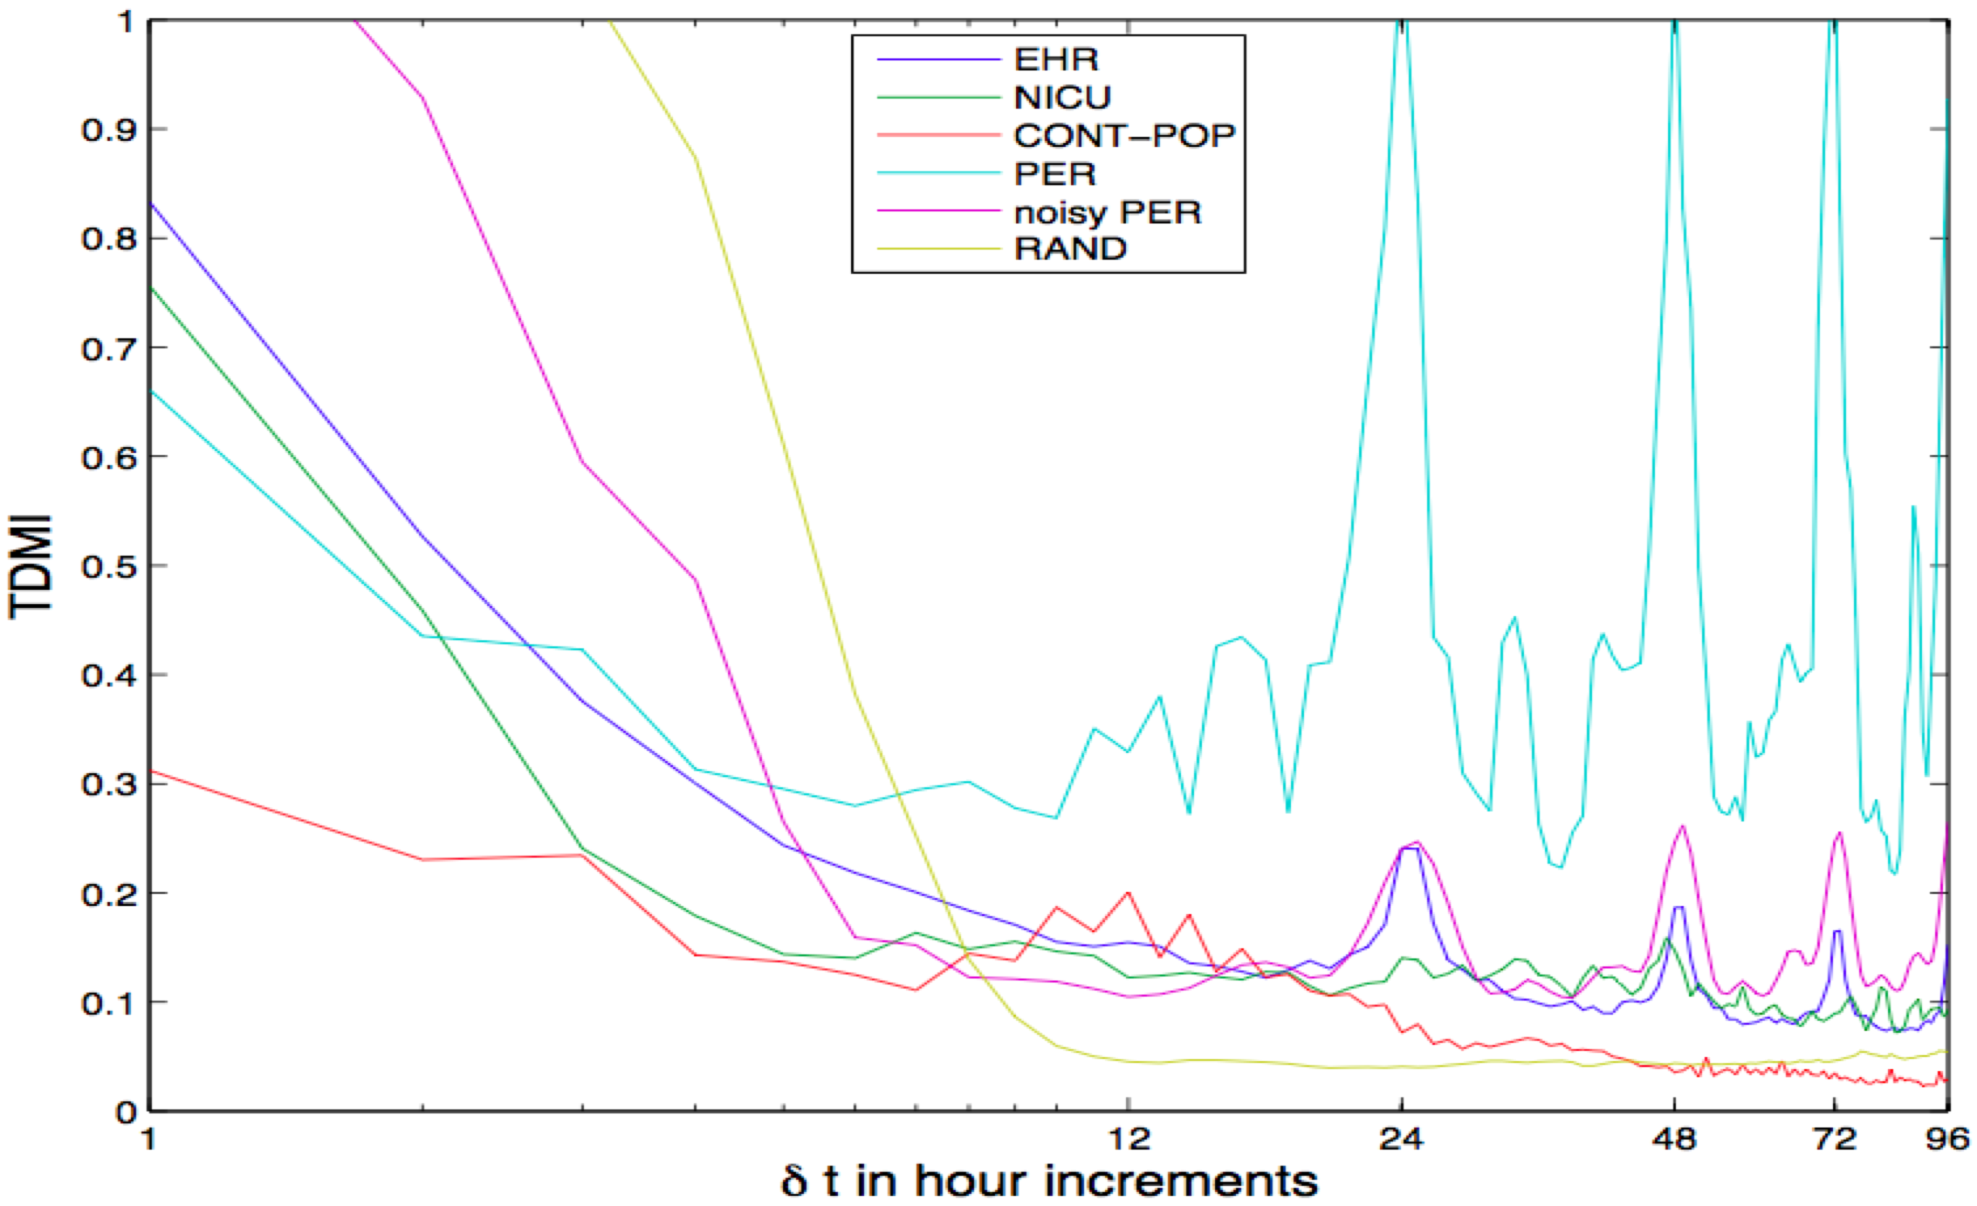 1
0.9
0.8
0.7
0.6
0.5
0.4
0.3
0.2
0.1
0
TDMI
EHR
NICU
CONT-POP
PER
noisy PER
RAND
1 12 24 48 72 96
δ t in hour increments